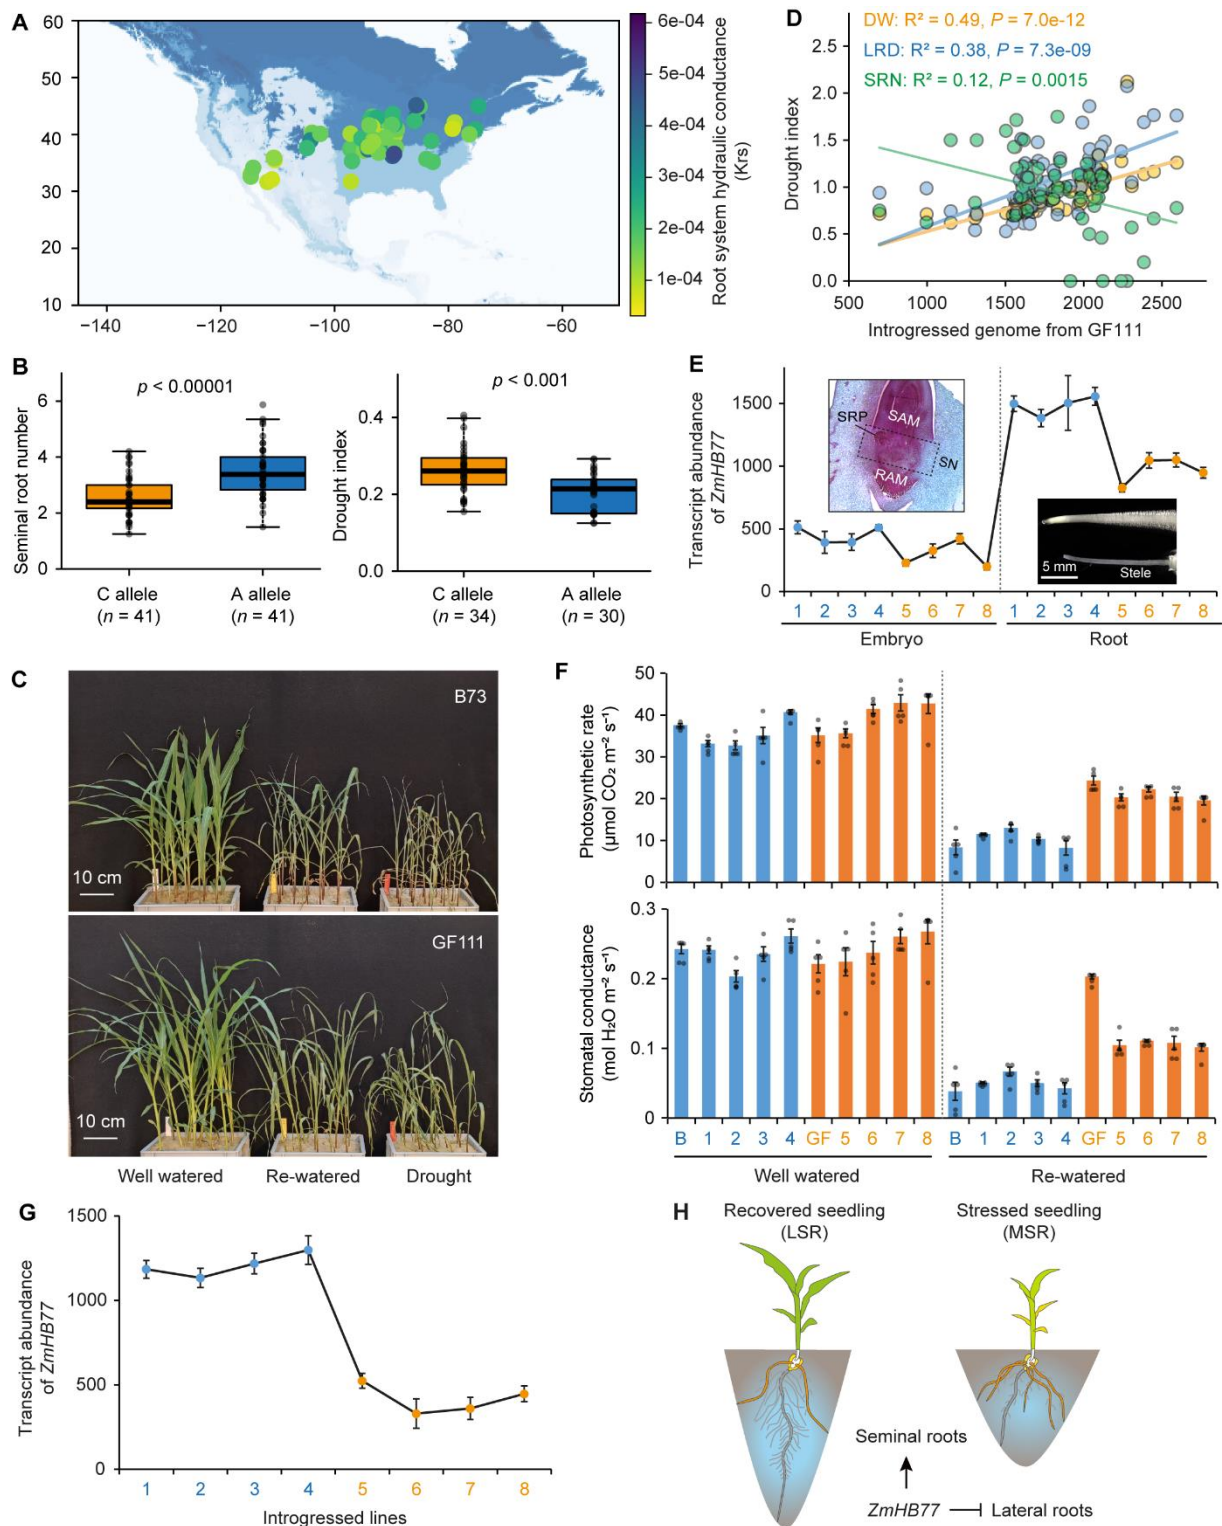 A
60
50
40
30
20
10
−140
−120
−100
−80
−60
6e-04
5e-04
4e-04
3e-04
2e-04
1e-04
Root system hydraulic conductance
(Krs)
D
DW: R² = 0.49, P = 7.0e-12
LRD: R² = 0.38, P = 7.3e-09
SRN: R² = 0.12, P = 0.0015
Drought index
2.5
2.0
1.5
1.0
0.5
0.0
500
1000
1500
2000
2500
Introgressed genome from GF111
B
p < 0.00001
Seminal root number
6
4
2
0
C allele
(n = 41)
A allele
(n = 41)
p < 0.001
Drought index
0.4
0.2
0.0
C allele
(n = 34)
A allele
(n = 30)
E
Transcript abundance
of ZmHB77
1500
1000
500
0
SAM
SRP
SN
RAM
5 mm
Stele
1 2 3 4 5 6 7 8
1 2 3 4 5 6 7 8
Embryo
Root
C
B73
10 cm
GF111
10 cm
Well watered
Re-watered
Drought
F
Photosynthetic rate
(µmol CO₂ m⁻² s⁻¹)
50
40
30
20
10
0
Stomatal conductance
(mol H₂O m⁻² s⁻¹)
0.3
0.2
0.1
0
B 1 2 3 4 GF 5 6 7 8
B 1 2 3 4 GF 5 6 7 8
Well watered
Re-watered
G
Transcript abundance
of ZmHB77
1500
1000
500
0
1 2 3 4 5 6 7 8
Introgressed lines
H
Recovered seedling
(LSR)
Stressed seedling
(MSR)
Seminal roots
ZmHB77
Lateral roots